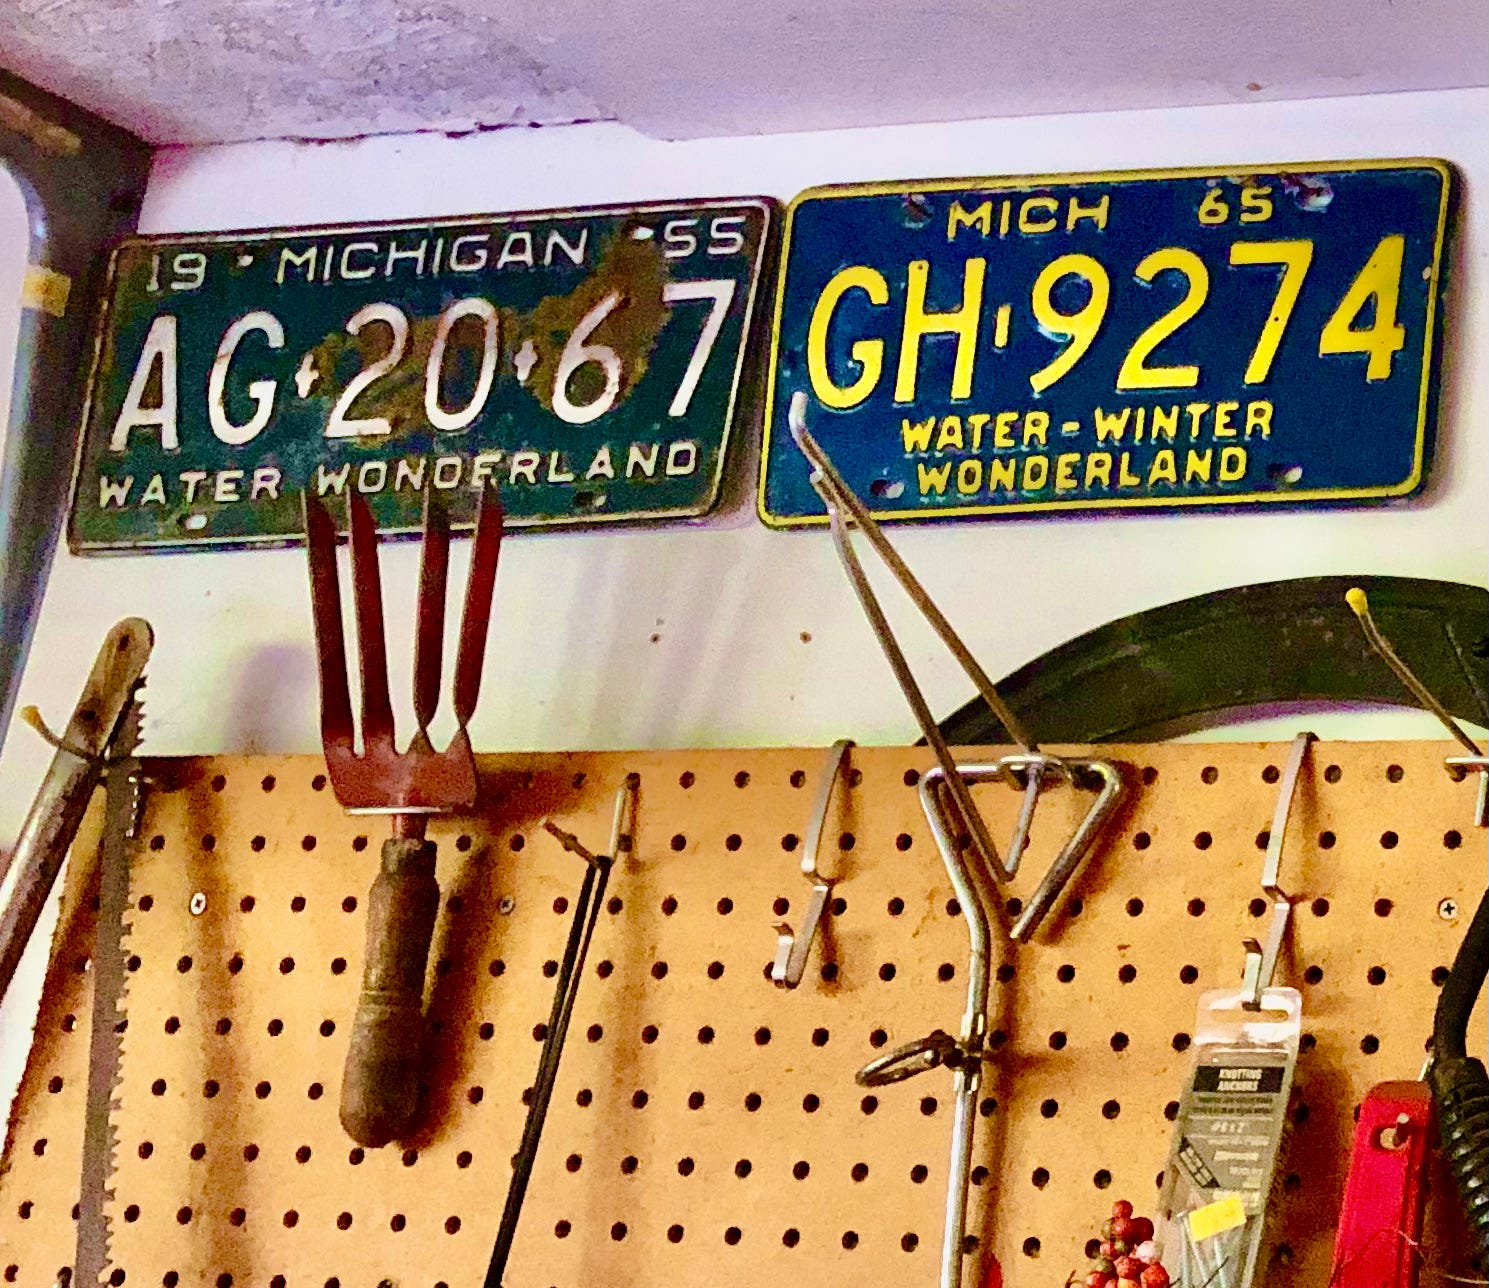 19 MICHIGAN 55
AG·20·67
WATER WONDERLAND
MICH 65
GH·9274
WATER-WINTER
WONDERLAND
KNOTTING
ANCHORS